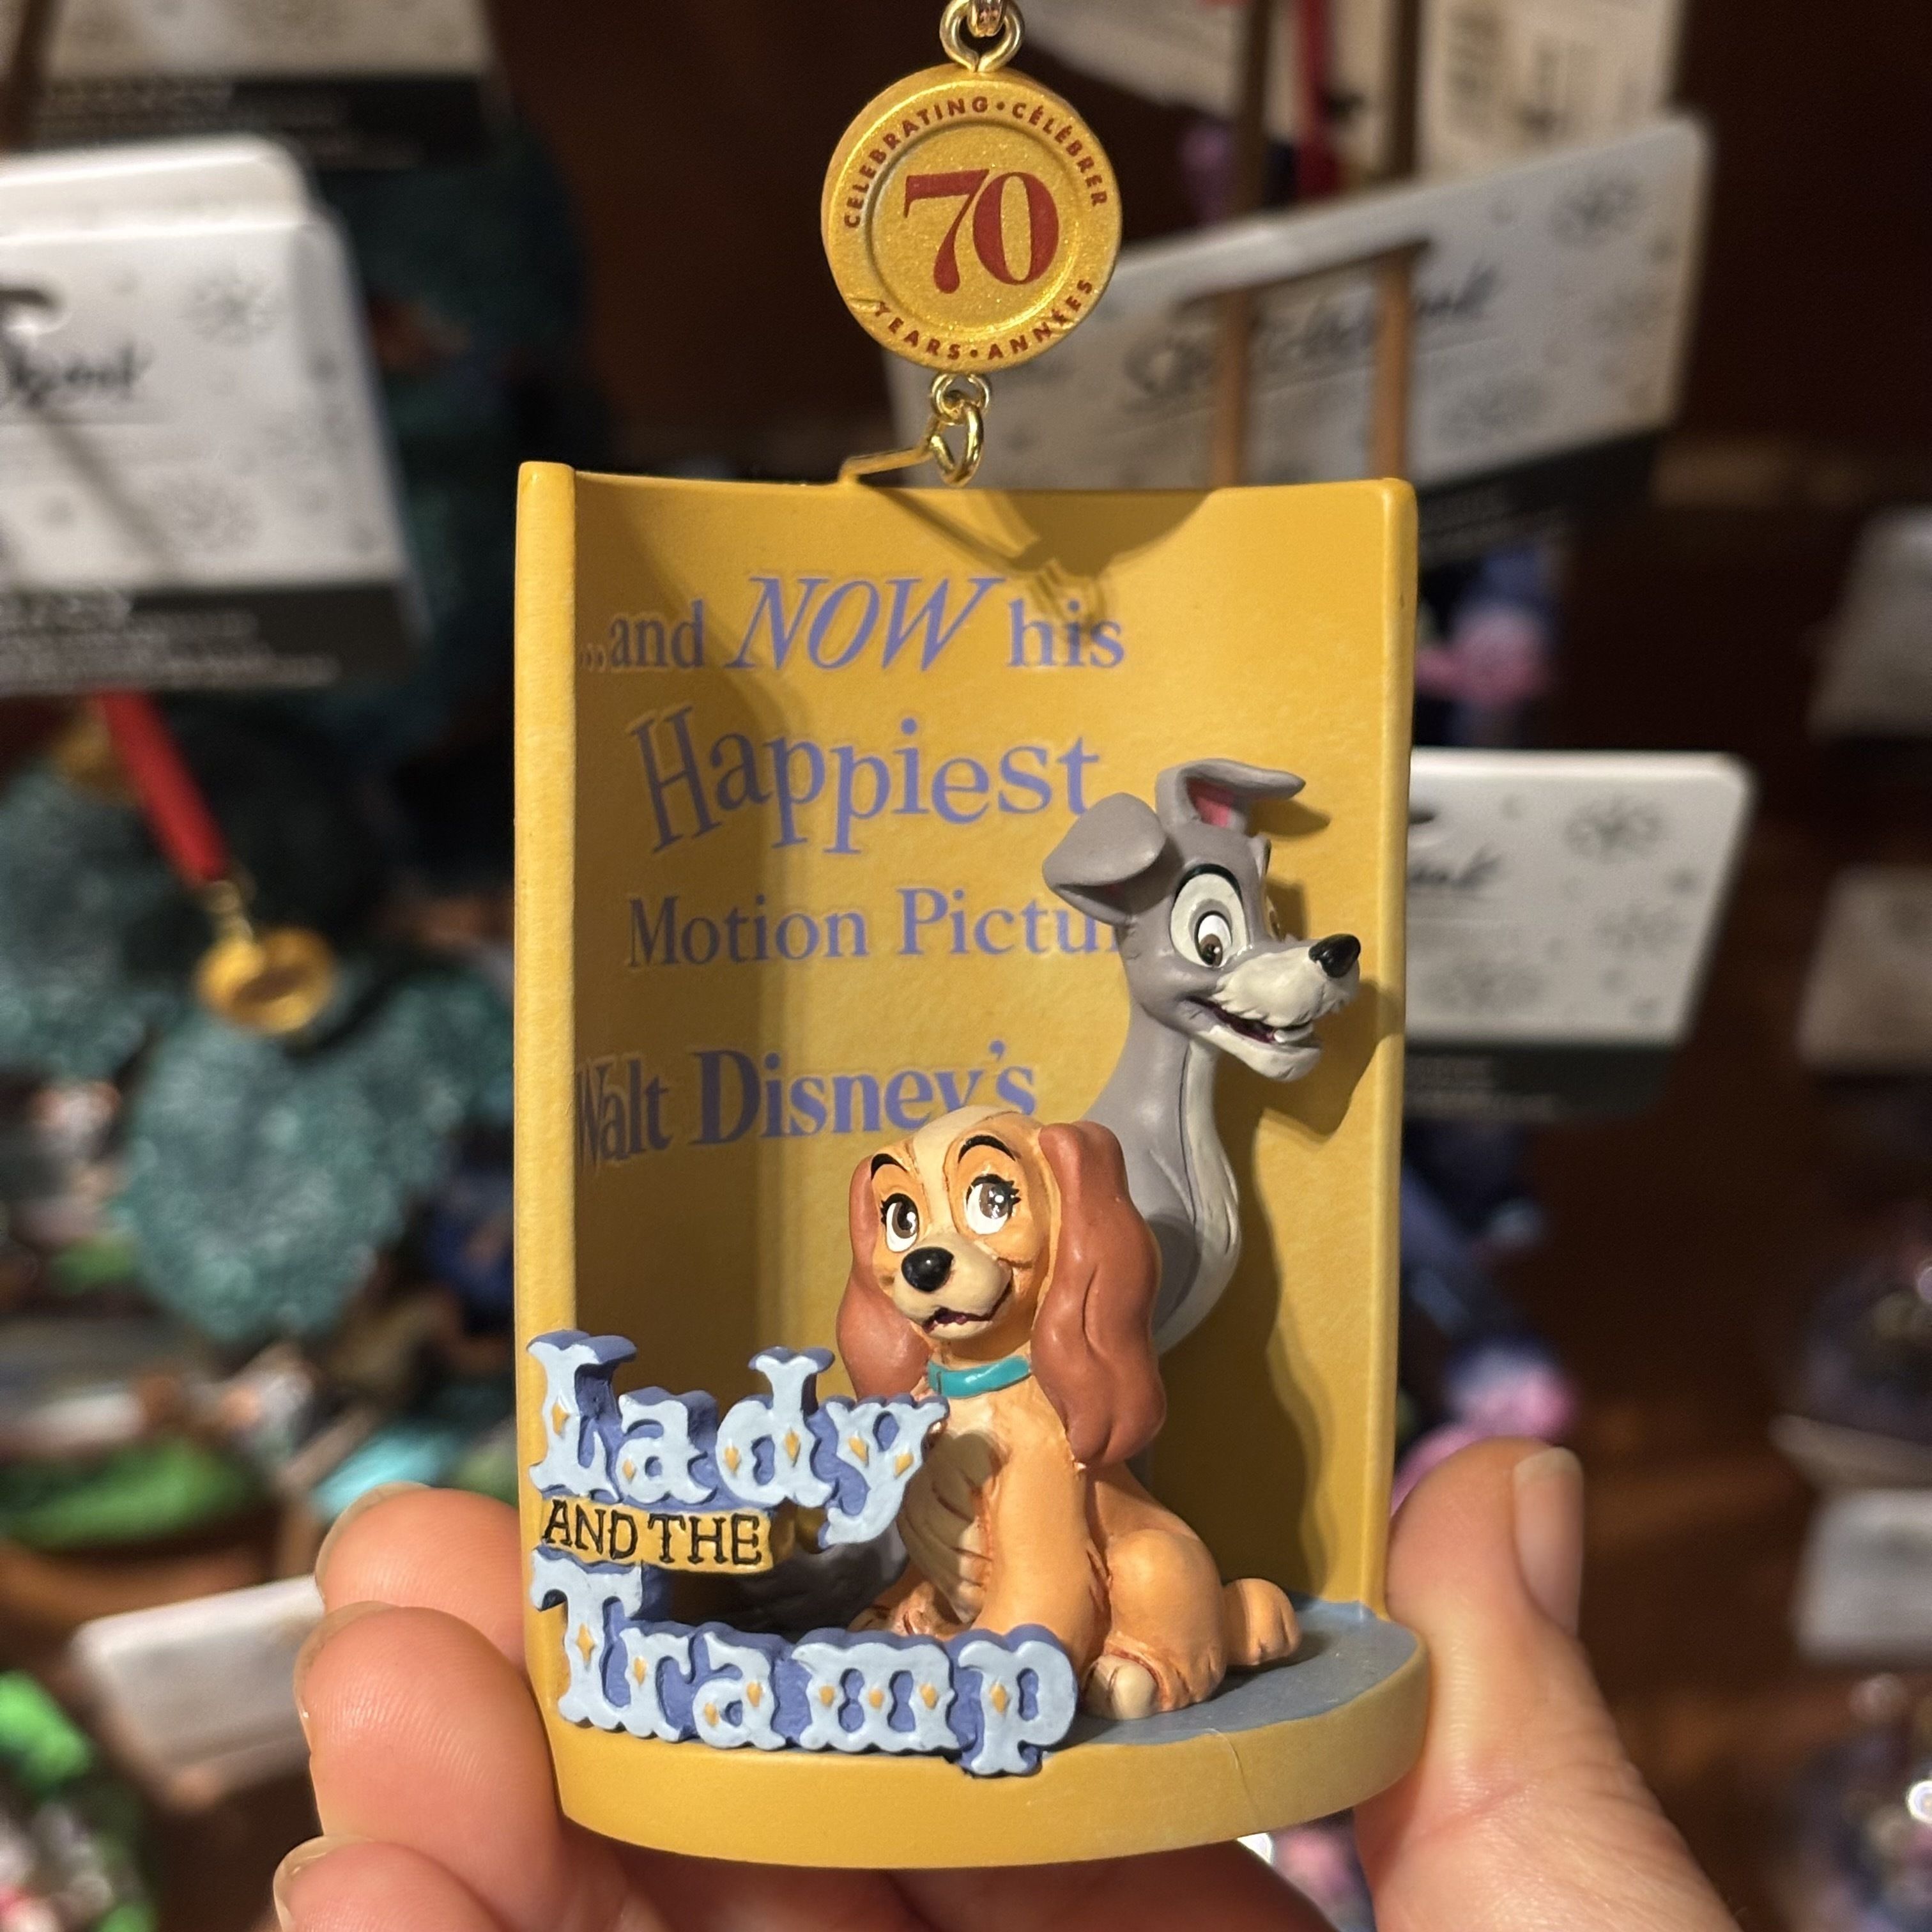 CELEBRATING • CÉLÉBRER
70
YEARS • ANNÉES
...and NOW his
Happiest
Motion Pictu
Walt Disney's
Lady
AND THE
Tramp